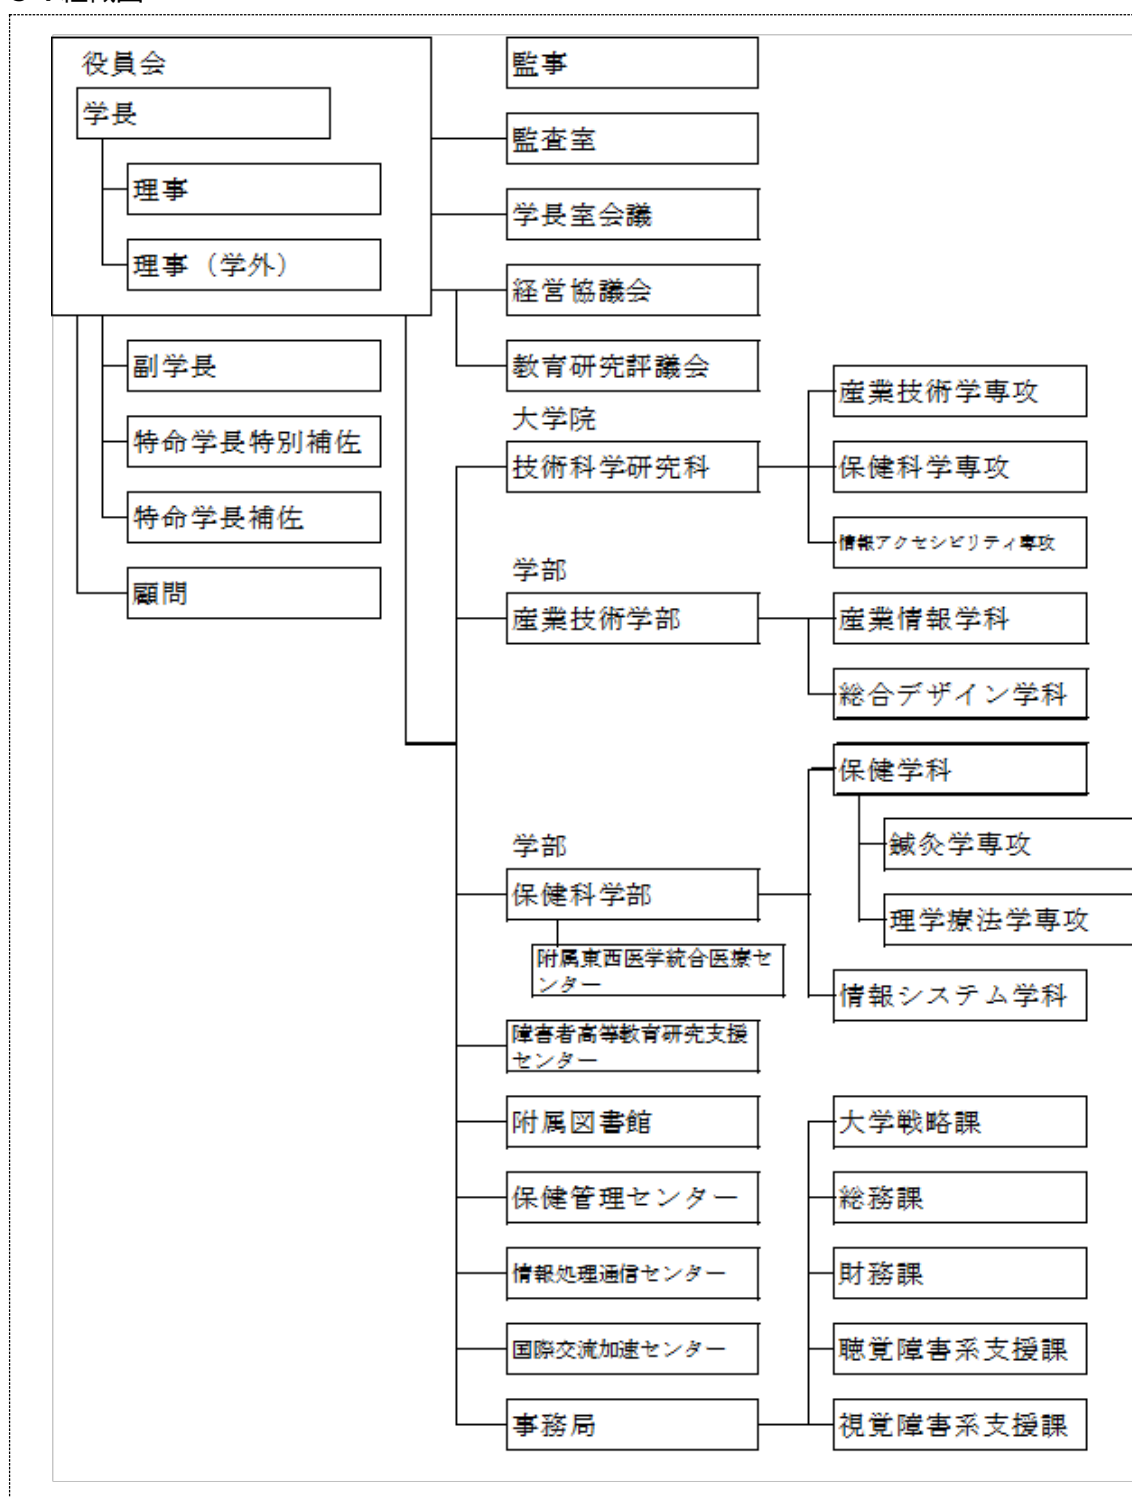 役員会
学長
理事
理事（学外）
副学長
特命学長特別補佐
特命学長補佐
顧問
監事
監査室
学長室会議
経営協議会
教育研究評議会
大学院
技術科学研究科
産業技術学専攻
保健科学専攻
情報アクセシビリティ専攻
学部
産業技術学部
産業情報学科
総合デザイン学科
学部
保健科学部
附属東西医学統合医療セ
ンター
保健学科
鍼灸学専攻
理学療法学専攻
情報システム学科
障害者高等教育研究支援
センター
附属図書館
保健管理センター
情報処理通信センター
国際交流加速センター
事務局
大学戦略課
総務課
財務課
聴覚障害系支援課
視覚障害系支援課